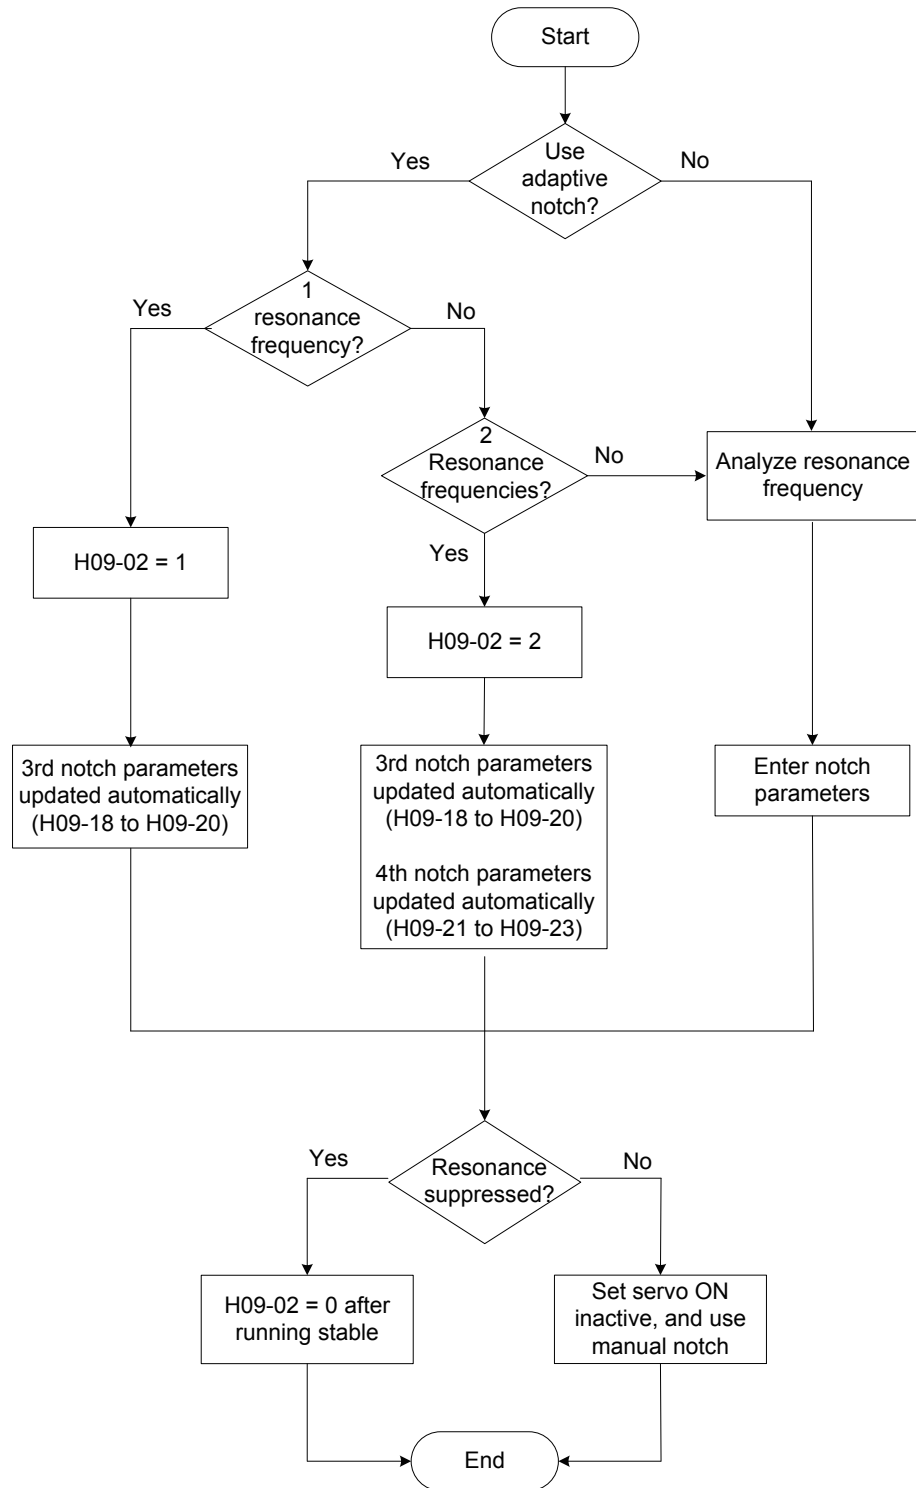 Start
Use
adaptive
notch?
Yes
No
1
resonance
frequency?
Yes
No
2
Resonance
frequencies?
No
Yes
Analyze resonance
frequency
H09-02 = 1
H09-02 = 2
3rd notch parameters
updated automatically
(H09-18 to H09-20)
3rd notch parameters
updated automatically
(H09-18 to H09-20)
4th notch parameters
updated automatically
(H09-21 to H09-23)
Enter notch
parameters
Resonance
suppressed?
Yes
No
H09-02 = 0 after
running stable
Set servo ON
inactive, and use
manual notch
End